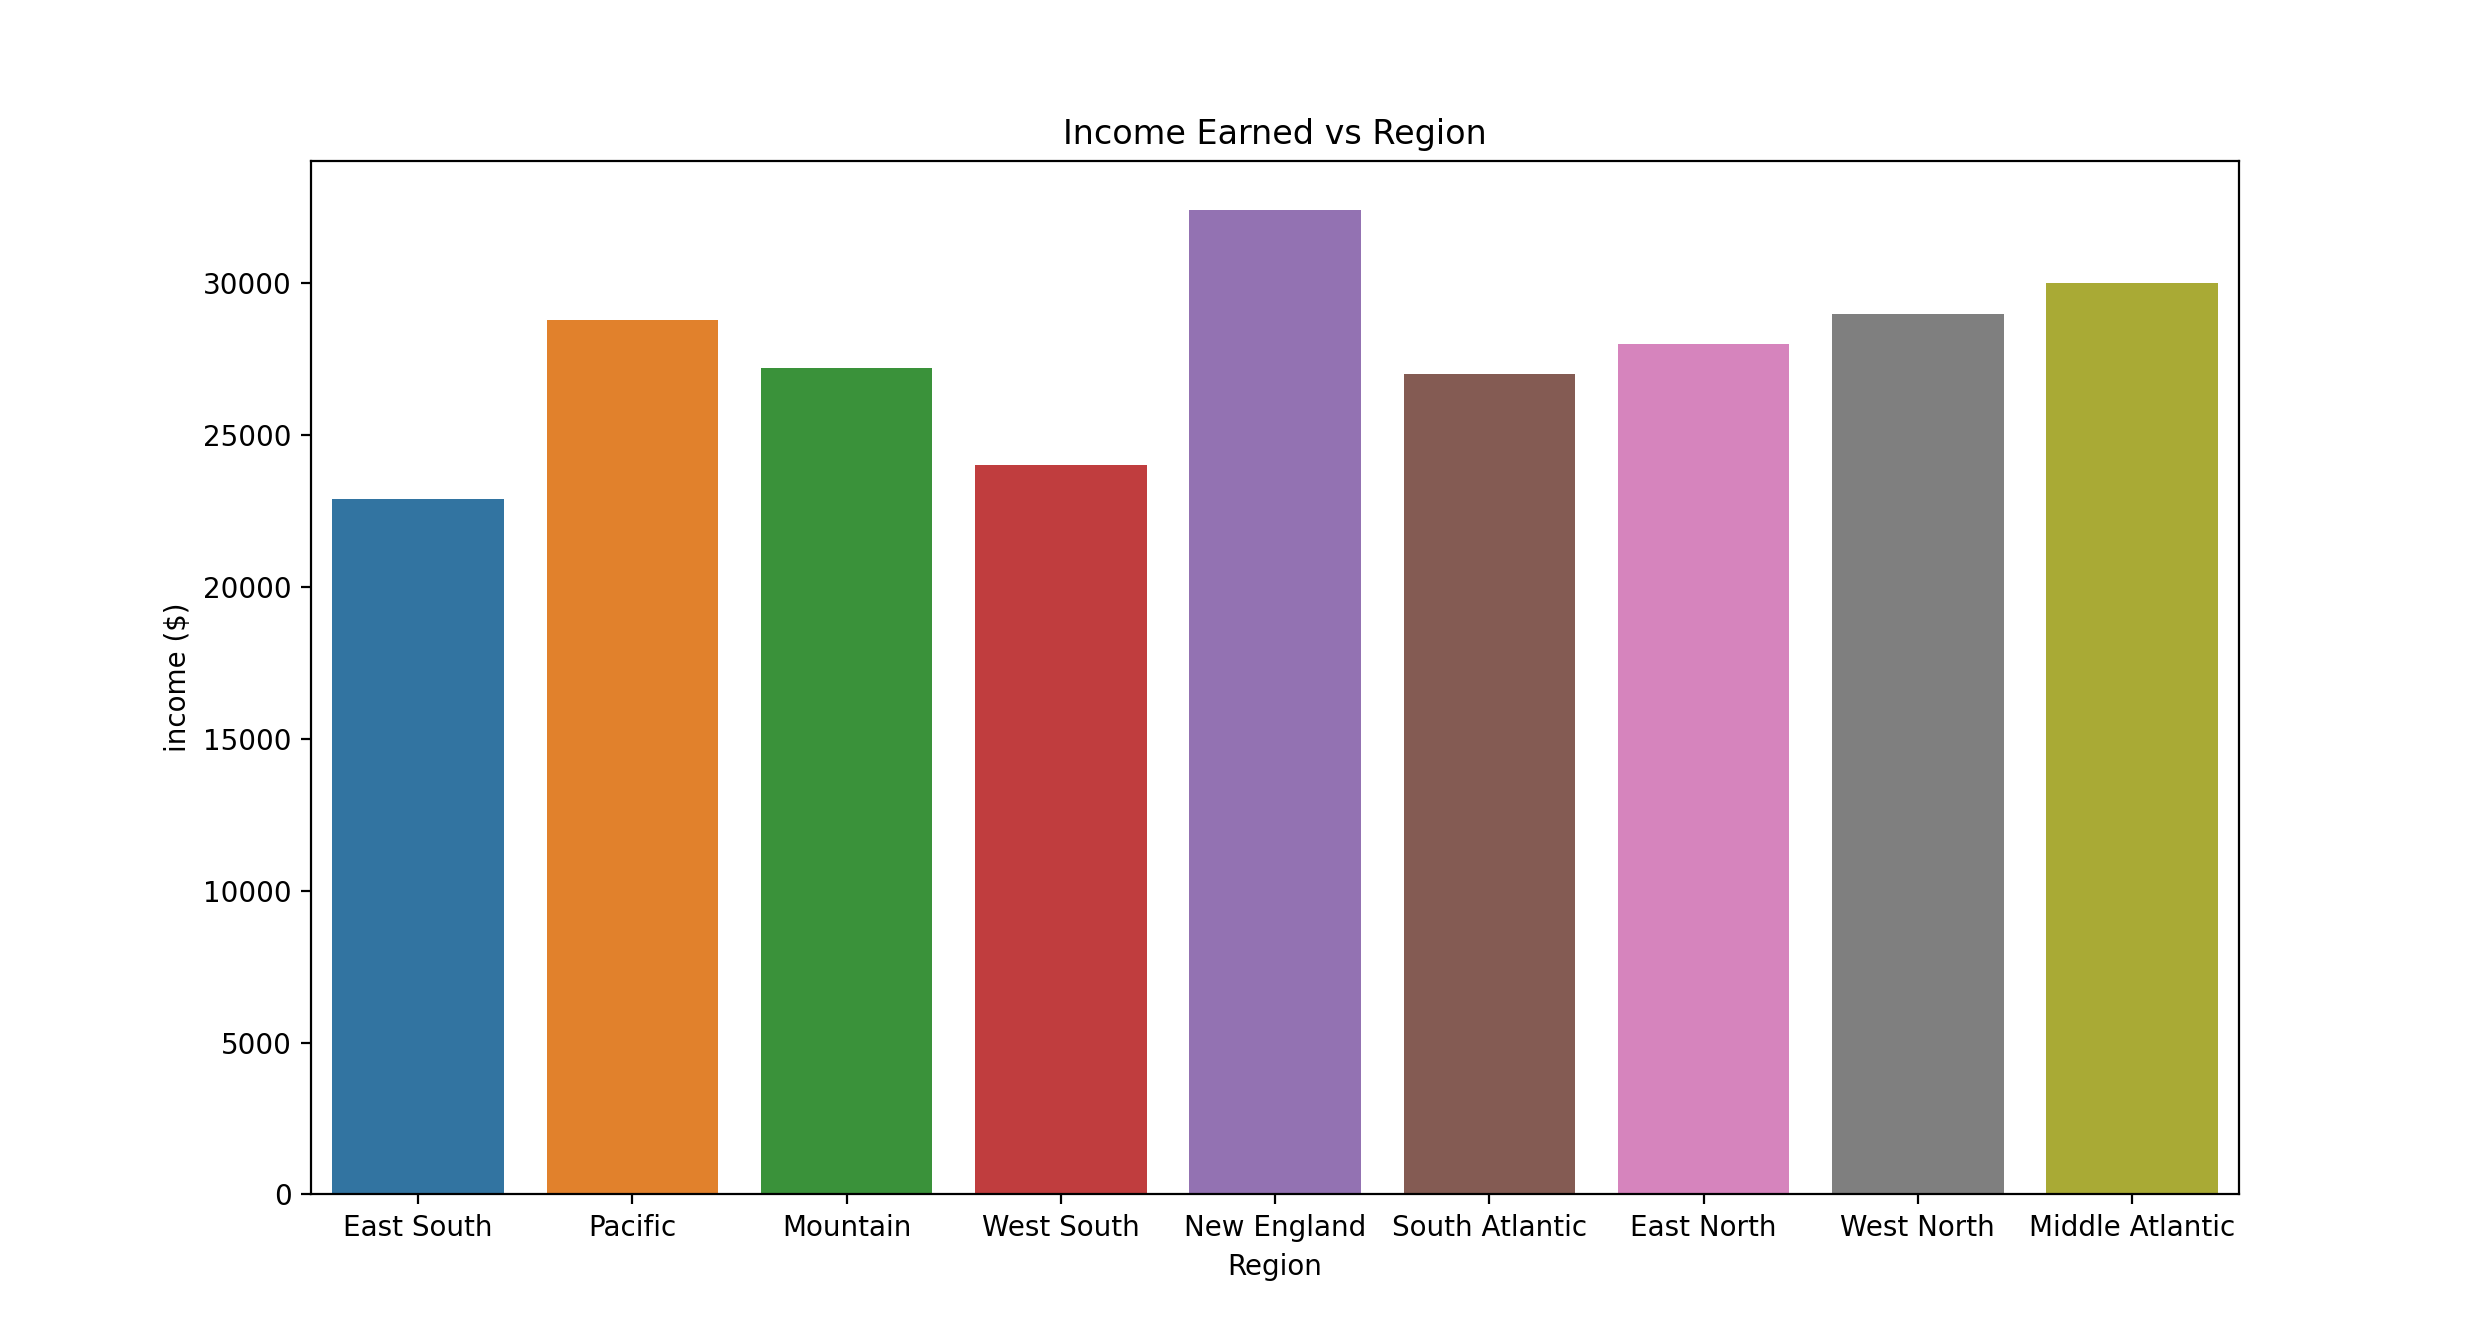 Income Earned vs Region
income ($)
30000
25000
20000
15000
10000
5000
0
East South Pacific Mountain West South New England South Atlantic East North West North Middle Atlantic
Region